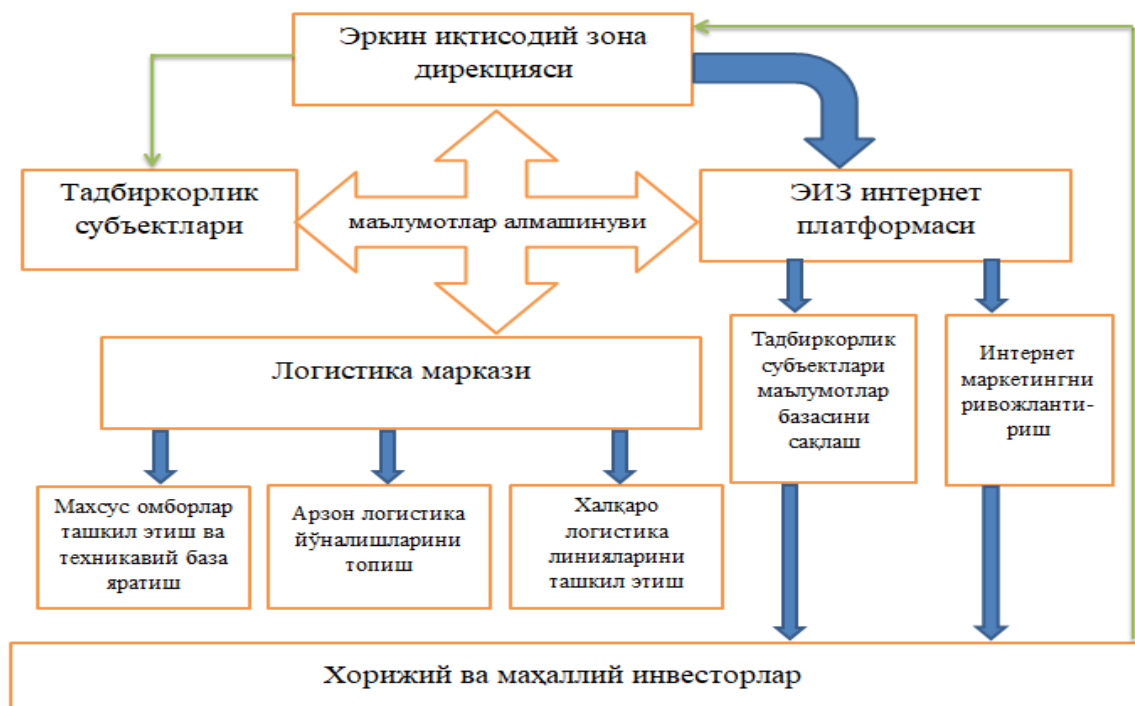 Эркин иқтисодий зона
дирекцияси
Тадбиркорлик
субъектлари
маълумотлар алмашинуви
ЭИЗ интернет
платформаси
Логистика маркази
Тадбиркорлик
субъектлари
маълумотлар
базасини
сақлаш
Интернет
маркетингни
ривожланти-
риш
Махсус омборлар
ташкил этиш ва
техникавий база
яратиш
Арзон логистика
йўналишларини
топиш
Халқаро
логистика
линияларини
ташкил этиш
Хорижий ва маҳаллий инвесторлар